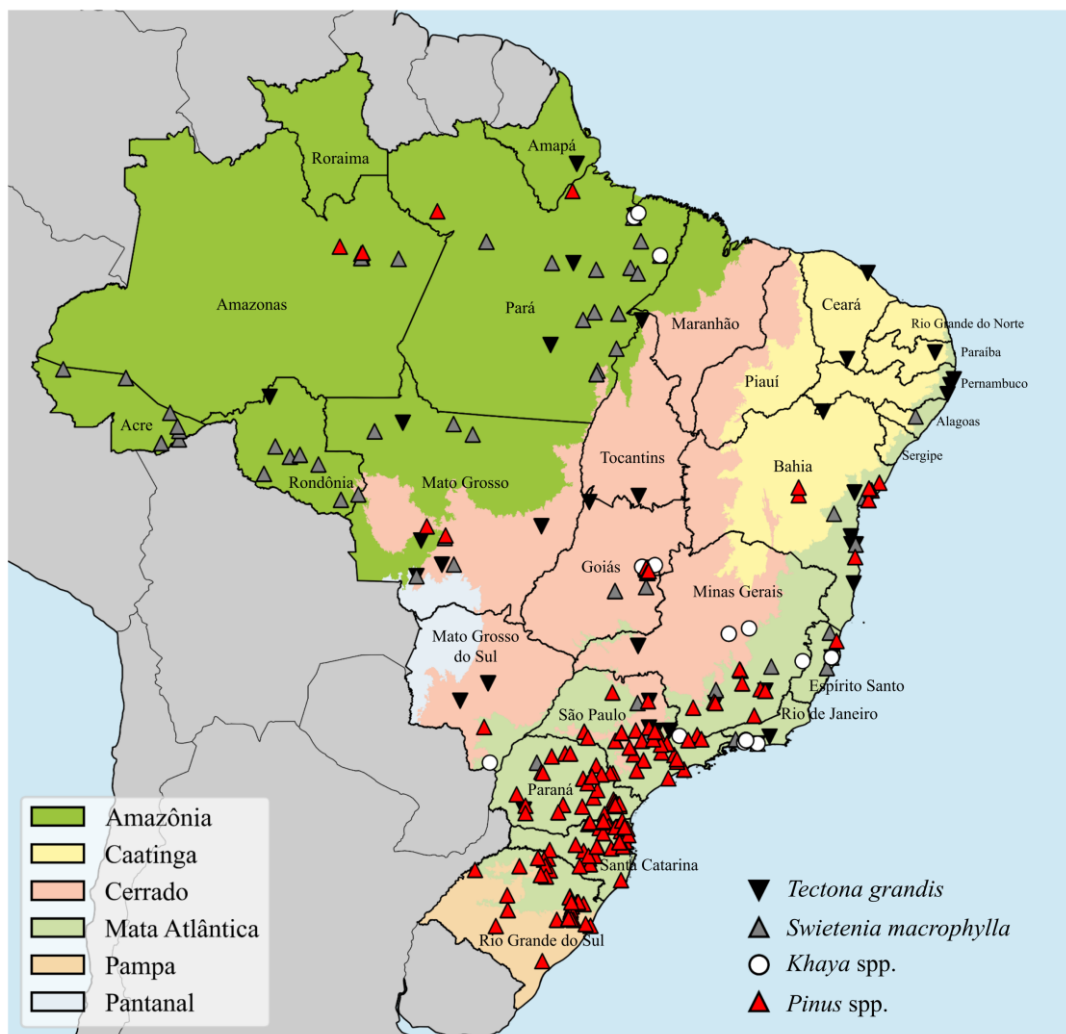 Amapá
Roraima
Amazonas
Pará
Ceará
Maranhão
Rio Grande do Norte
Paraíba
Piauí
Pernambuco
Acre
Alagoas
Sergipe
Tocantins
Bahia
Rondônia
Mato Grosso
Goiás
Minas Gerais
Mato Grosso
do Sul
Espírito Santo
São Paulo
Rio de Janeiro
Paraná
Santa Catarina
Rio Grande do Sul
Amazônia
Caatinga
Cerrado
Mata Atlântica
Pampa
Pantanal
Tectona grandis
Swietenia macrophylla
Khaya spp.
Pinus spp.